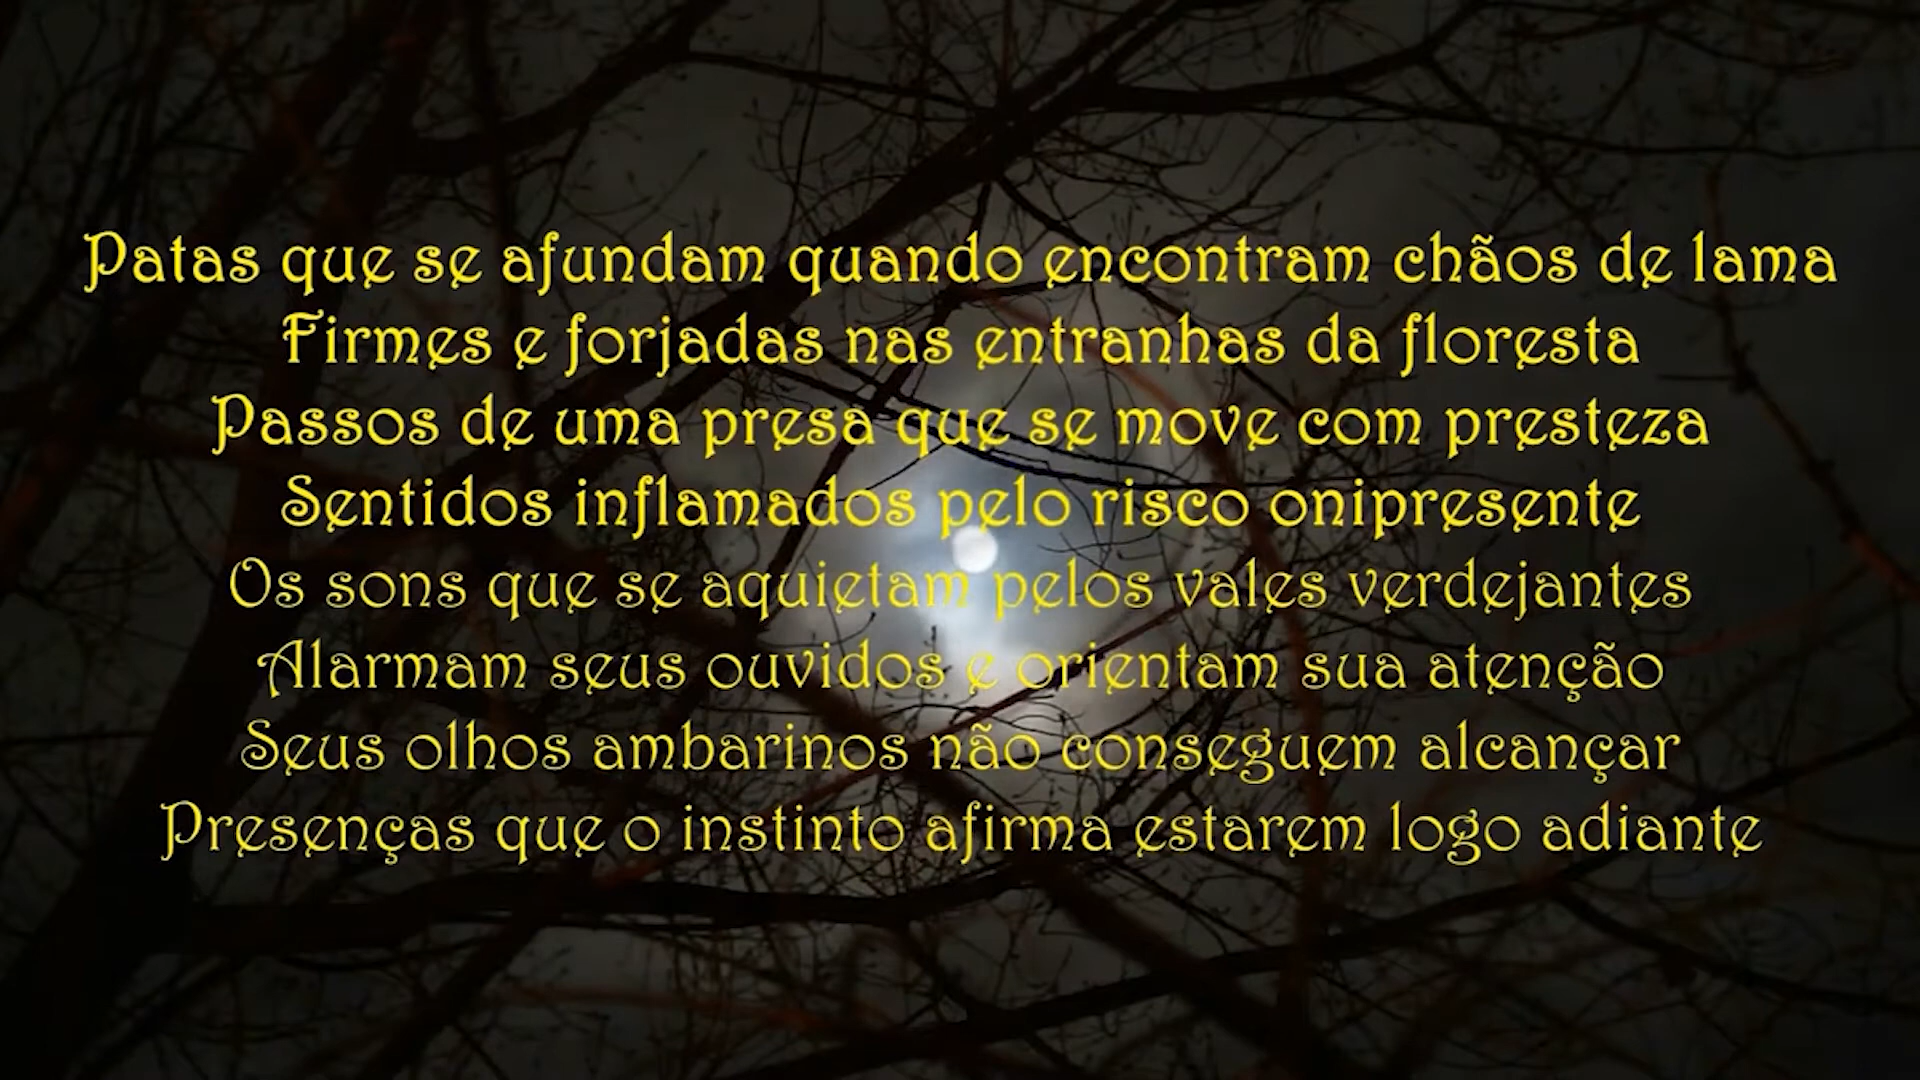 Patas que se afundam quando encontram chãos de lama
Firmes e forjadas nas entranhas da floresta
Passos de uma presa que se move com presteza
Sentidos inflamados pelo risco onipresente
Os sons que se aquietam pelos vales verdejantes
Alarmam seus ouvidos e orientam sua atenção
Seus olhos ambarinos não conseguem alcançar
Presenças que o instinto afirma estarem logo adiante